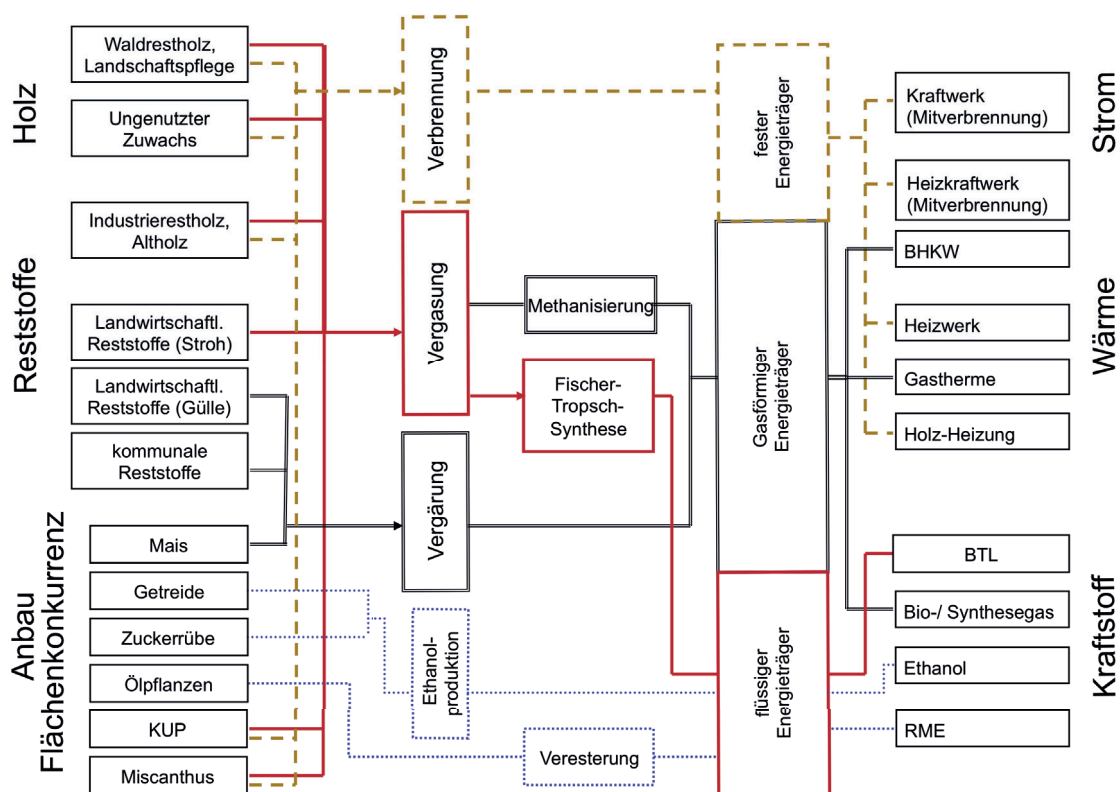 Holz
Reststoffe
Anbau
Flächenkonkurrenz
Waldrestholz,
Landschaftspflege
Ungenutzter
Zuwachs
Industrierestholz,
Altholz
Landwirtschaftl.
Reststoffe (Stroh)
Landwirtschaftl.
Reststoffe (Gülle)
kommunale
Reststoffe
Mais
Getreide
Zuckerrübe
Ölpflanzen
KUP
Miscanthus
Verbrennung
Vergasung
Vergärung
Ethanol-
produktion
Methanisierung
Fischer-
Tropsch-
Synthese
Veresterung
fester
Energieträger
Gasförmiger
Energieträger
flüssiger
Energieträger
Kraftwerk
(Mitverbrennung)
Heizkraftwerk
(Mitverbrennung)
BHKW
Heizwerk
Gastherme
Holz-Heizung
BTL
Bio-/ Synthesegas
Ethanol
RME
Strom
Wärme
Kraftstoff